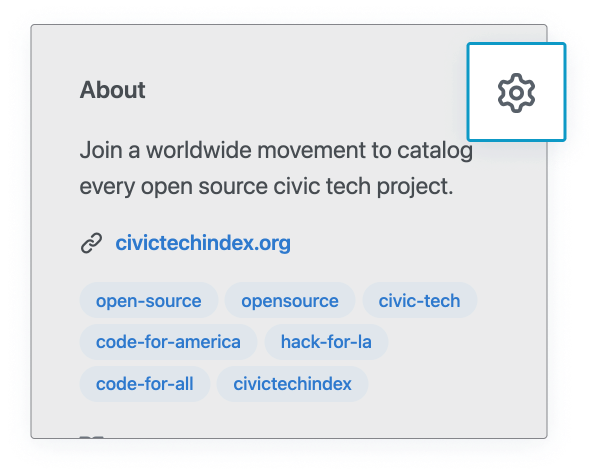 About
Join a worldwide movement to catalog
every open source civic tech project.
civictechindex.org
open-source opensource civic-tech
code-for-america hack-for-la
code-for-all civictechindex